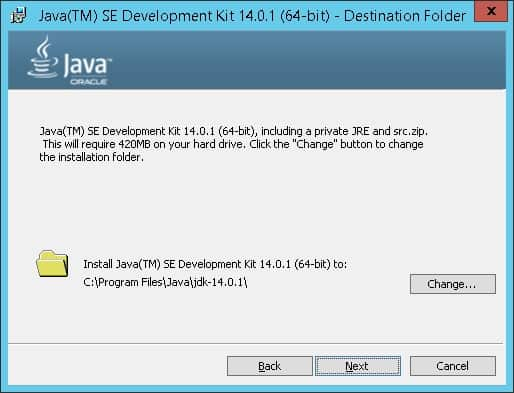 Java(TM) SE Development Kit 14.0.1 (64-bit) - Destination Folder
Java™
ORACLE
Java(TM) SE Development Kit 14.0.1 (64-bit), including a private JRE and src.zip.
This will require 420MB on your hard drive. Click the "Change" button to change
the installation folder.
Install Java(TM) SE Development Kit 14.0.1 (64-bit) to:
C:\Program Files\Java\jdk-14.0.1\
Change...
Back
Next
Cancel